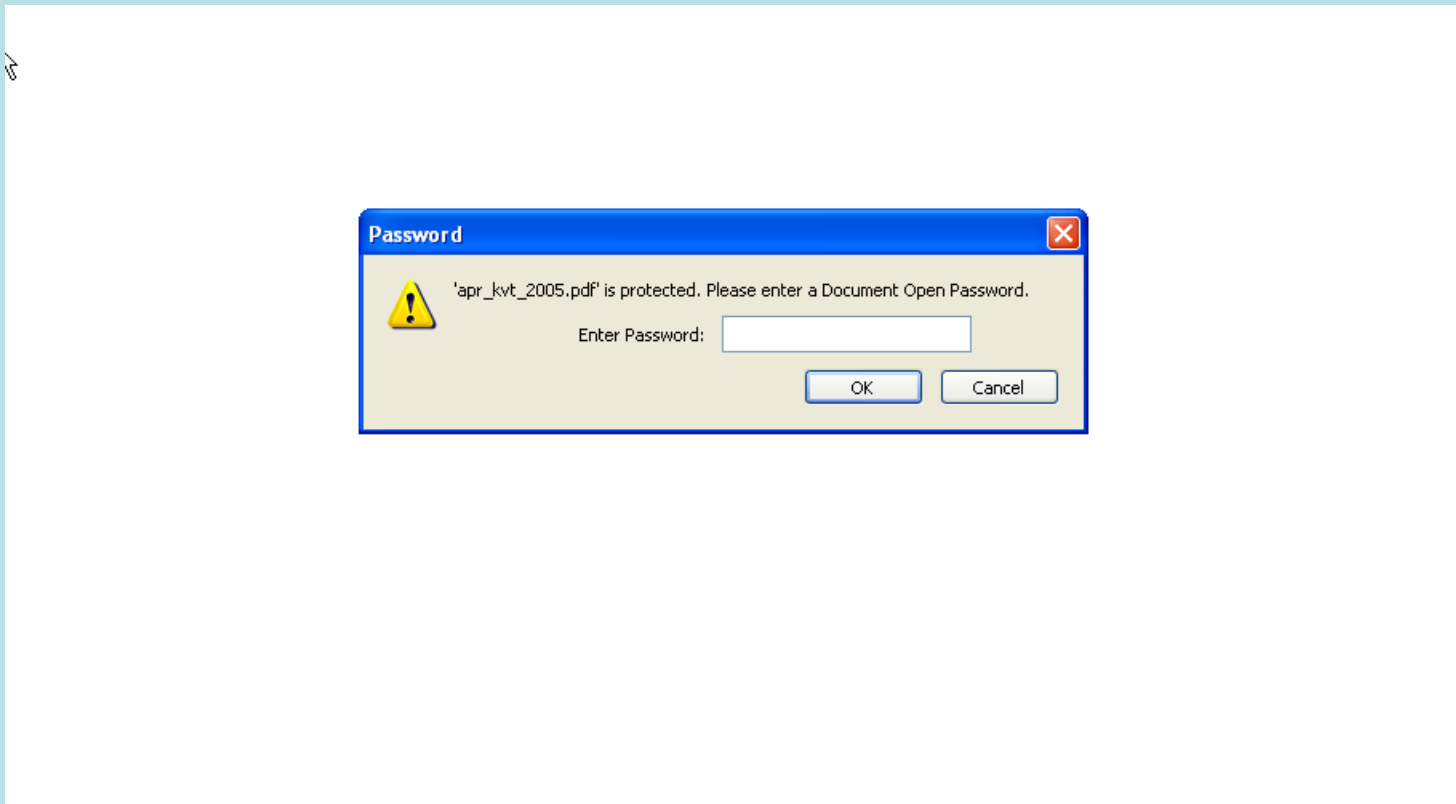 Password
'apr_kvt_2005.pdf' is protected. Please enter a Document Open Password.
Enter Password:
OK Cancel